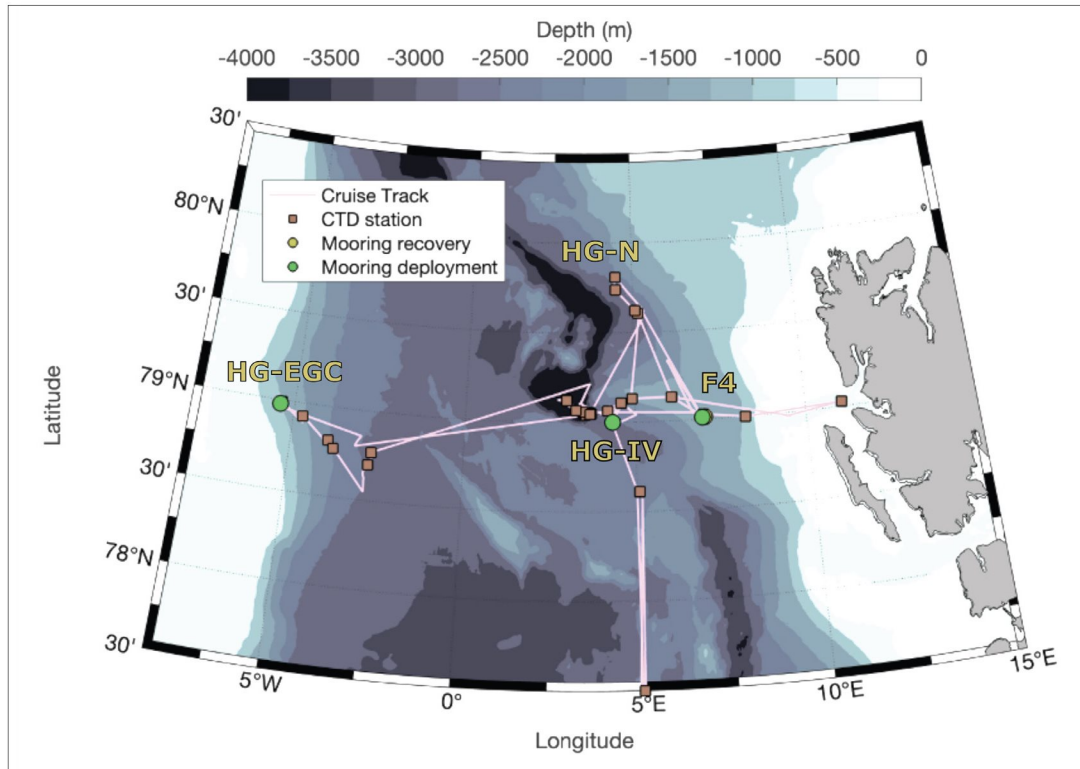 Depth (m)
-4000 -3500 -3000 -2500 -2000 -1500 -1000 -500 0
30'
80°N
30'
79°N
30'
78°N
30'
Latitude
Cruise Track
CTD station
Mooring recovery
Mooring deployment
HG-N
HG-EGC
F4
HG-IV
5°W 0° 5°E 10°E 15°E
Longitude